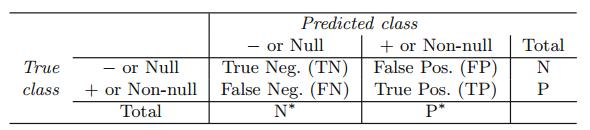 Predicted class
− or Null + or Non-null Total
True − or Null True Neg. (TN) False Pos. (FP) N
class + or Non-null False Neg. (FN) True Pos. (TP) P
Total N* P*